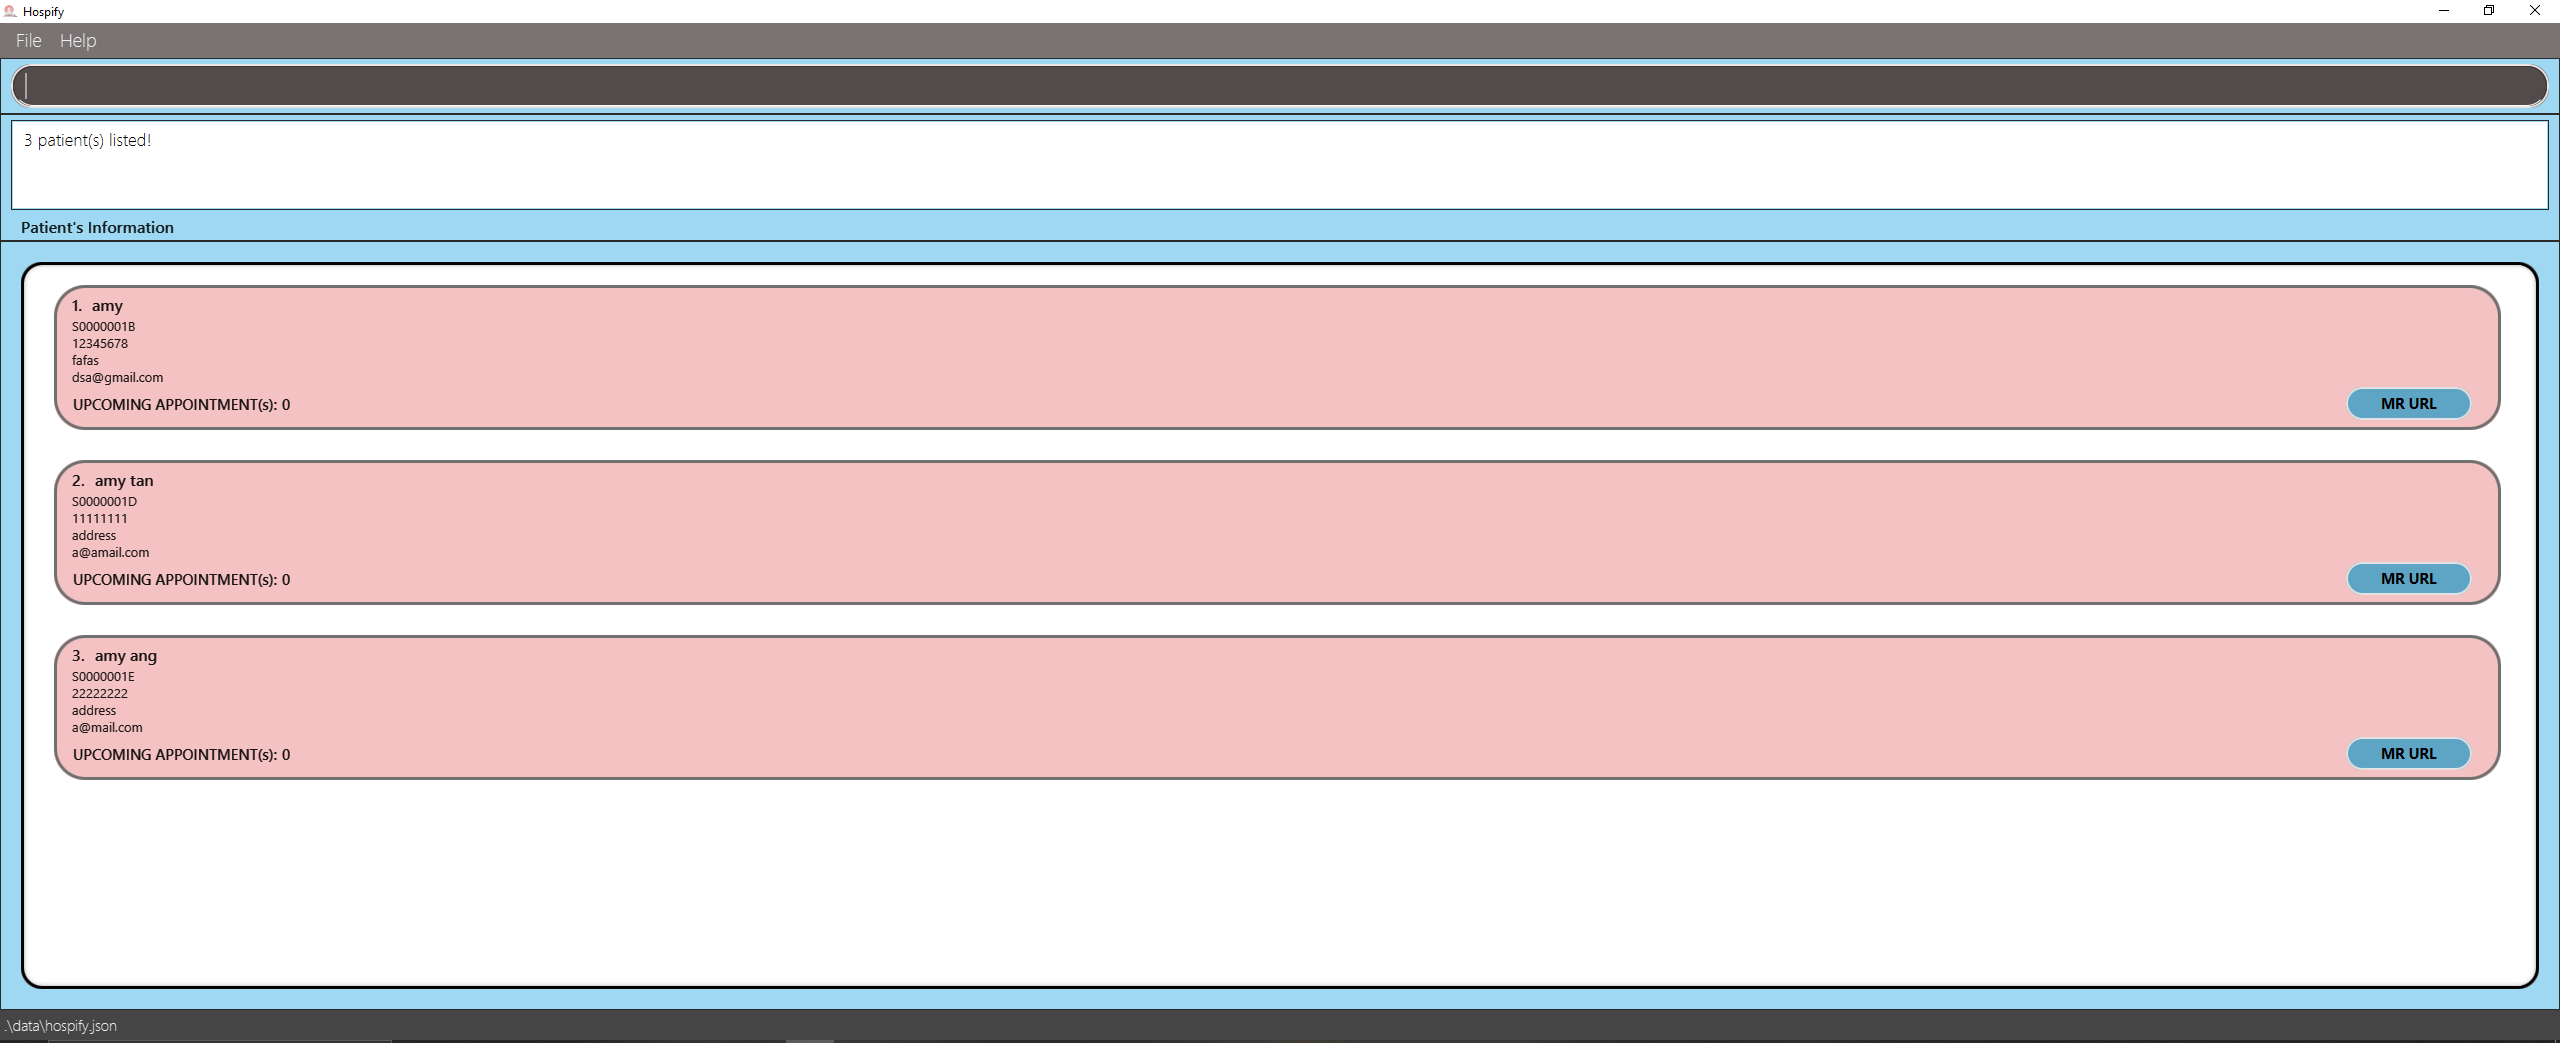 Hospify
File Help
3 patient(s) listed!
Patient's Information
1. amy
S0000001B
12345678
fafas
dsa@gmail.com
UPCOMING APPOINTMENT(s): 0
MR URL
2. amy tan
S0000001D
11111111
address
a@amail.com
UPCOMING APPOINTMENT(s): 0
MR URL
3. amy ang
S0000001E
22222222
address
a@mail.com
UPCOMING APPOINTMENT(s): 0
MR URL
.\data\hospify.json